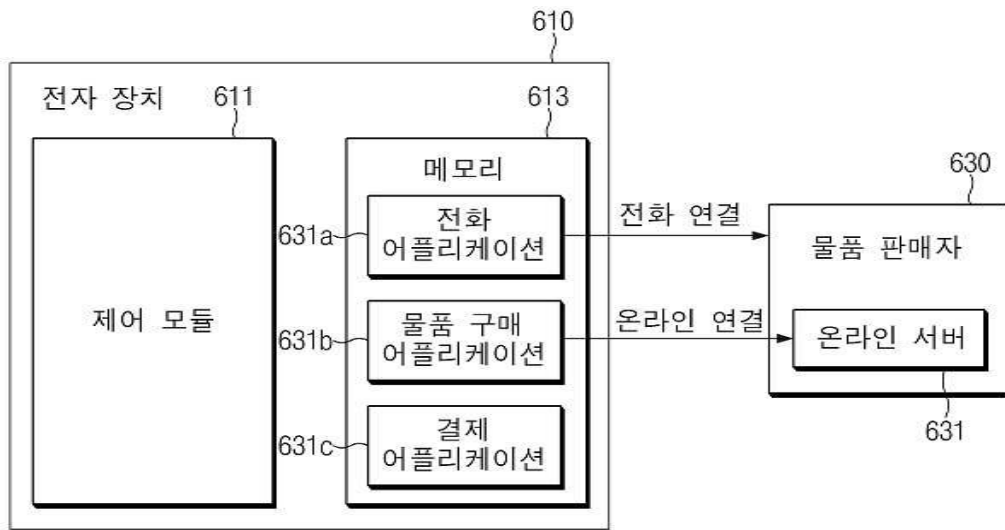 610
전자 장치
611
613
메모리
630
631a
전화
어플리케이션
전화 연결
물품 판매자
제어 모듈
631b
물품 구매
어플리케이션
온라인 연결
온라인 서버
631
631c
결제
어플리케이션